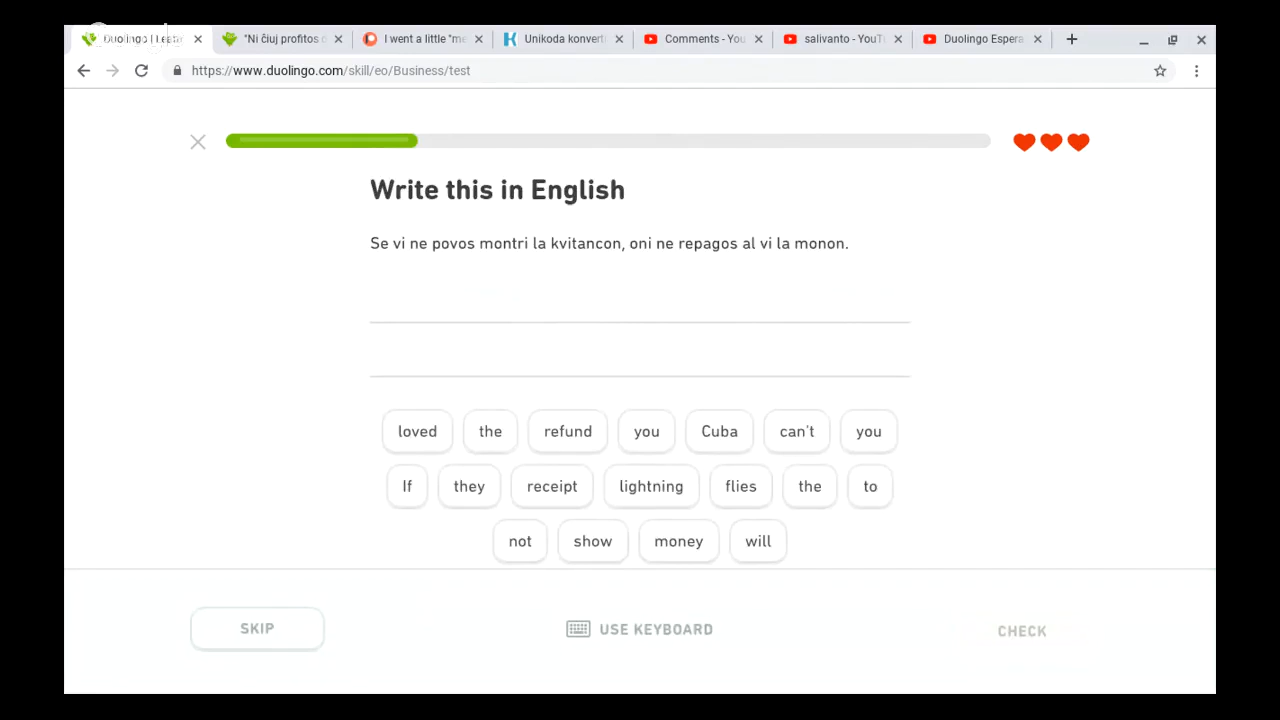 "Ni ĉiuj profitos
I went a little "me
Unikoda konvert
Comments - You
salivanto - YouT
Duolingo Espera
https://www.duolingo.com/skill/eo/Business/test
Write this in English
Se vi ne povos montri la kvitancon, oni ne repagos al vi la monon.
loved the refund you Cuba can't you
If they receipt lightning flies the to
not show money will
SKIP
USE KEYBOARD
CHECK